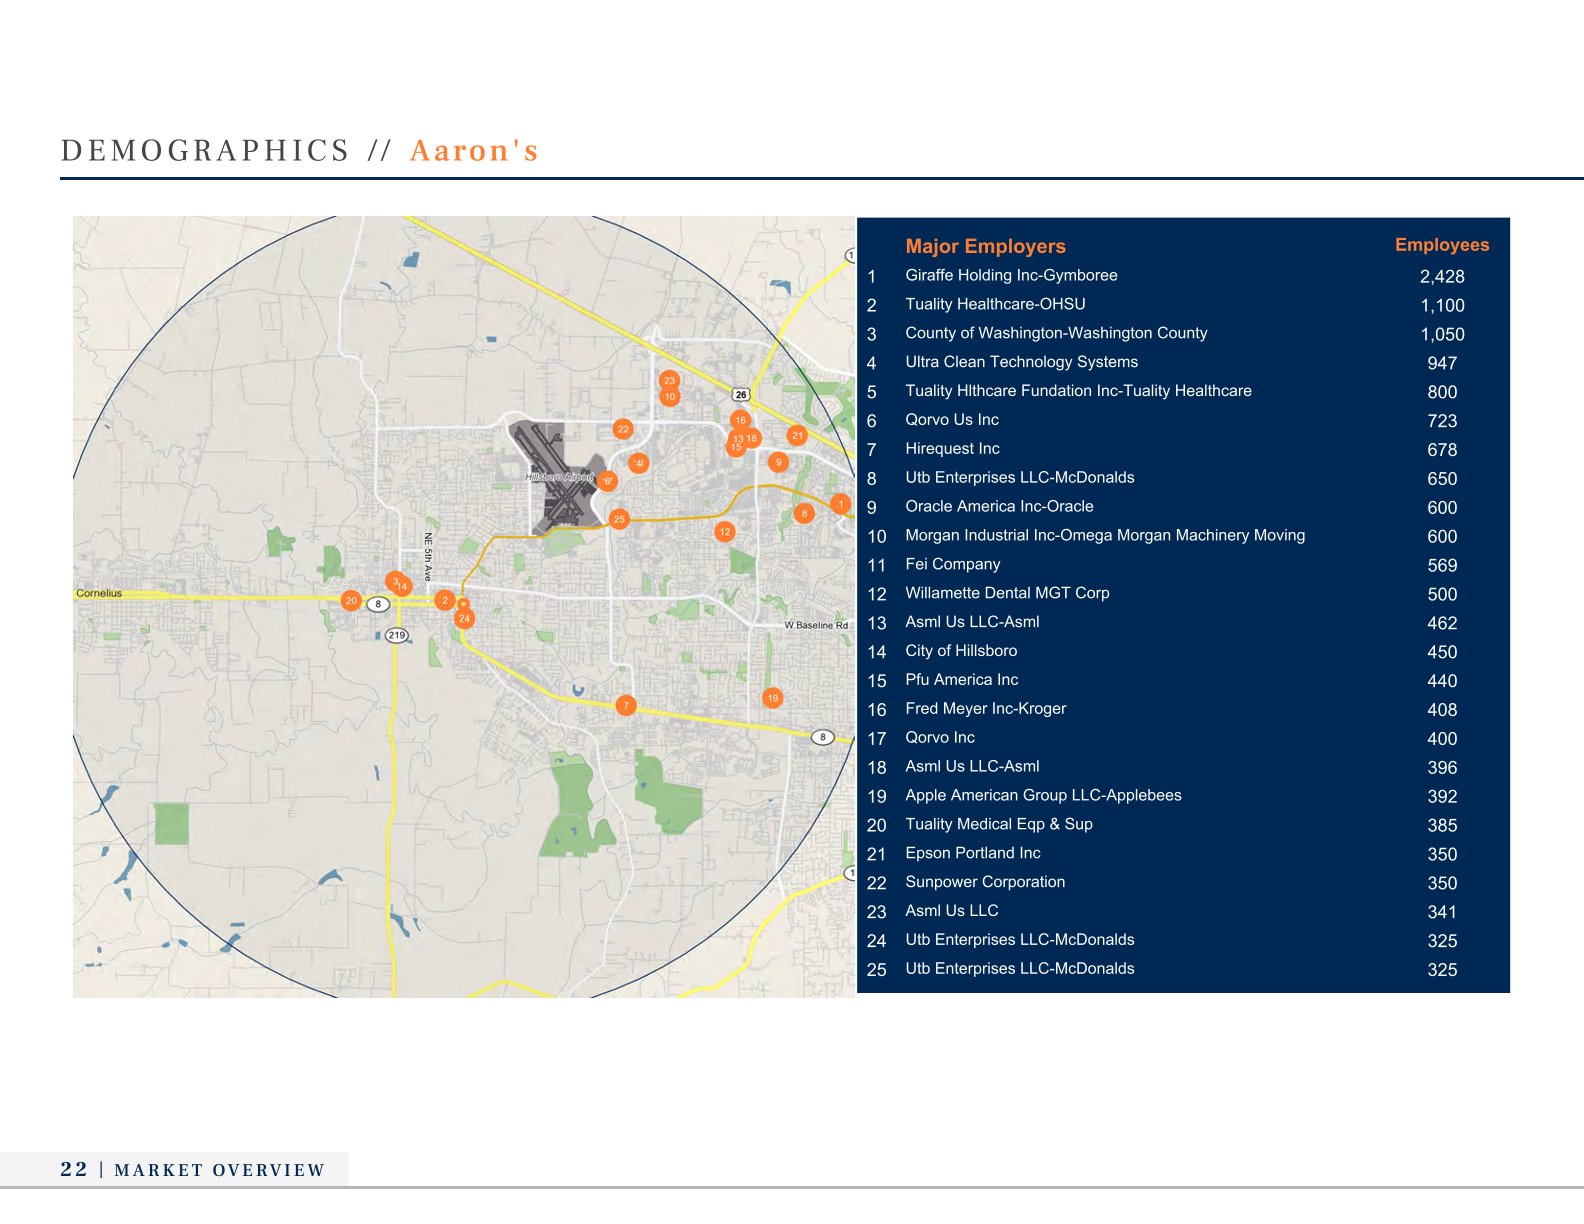 DEMOGRAPHICS // Aaron's
1
26
23
10
16
22
13 18
15
21
41
9
Hillsboro Airport
6
1
8
25
12
NE 5th Ave
3
14
Cornelius
20
8
2
24
W Baseline Rd
219
19
7
8
1
Major Employers Employees
1 Giraffe Holding Inc-Gymboree 2,428
2 Tuality Healthcare-OHSU 1,100
3 County of Washington-Washington County 1,050
4 Ultra Clean Technology Systems 947
5 Tuality Hlthcare Fundation Inc-Tuality Healthcare 800
6 Qorvo Us Inc 723
7 Hirequest Inc 678
8 Utb Enterprises LLC-McDonalds 650
9 Oracle America Inc-Oracle 600
10 Morgan Industrial Inc-Omega Morgan Machinery Moving 600
11 Fei Company 569
12 Willamette Dental MGT Corp 500
13 Asml Us LLC-Asml 462
14 City of Hillsboro 450
15 Pfu America Inc 440
16 Fred Meyer Inc-Kroger 408
17 Qorvo Inc 400
18 Asml Us LLC-Asml 396
19 Apple American Group LLC-Applebees 392
20 Tuality Medical Eqp & Sup 385
21 Epson Portland Inc 350
22 Sunpower Corporation 350
23 Asml Us LLC 341
24 Utb Enterprises LLC-McDonalds 325
25 Utb Enterprises LLC-McDonalds 325
22 | MARKET OVERVIEW